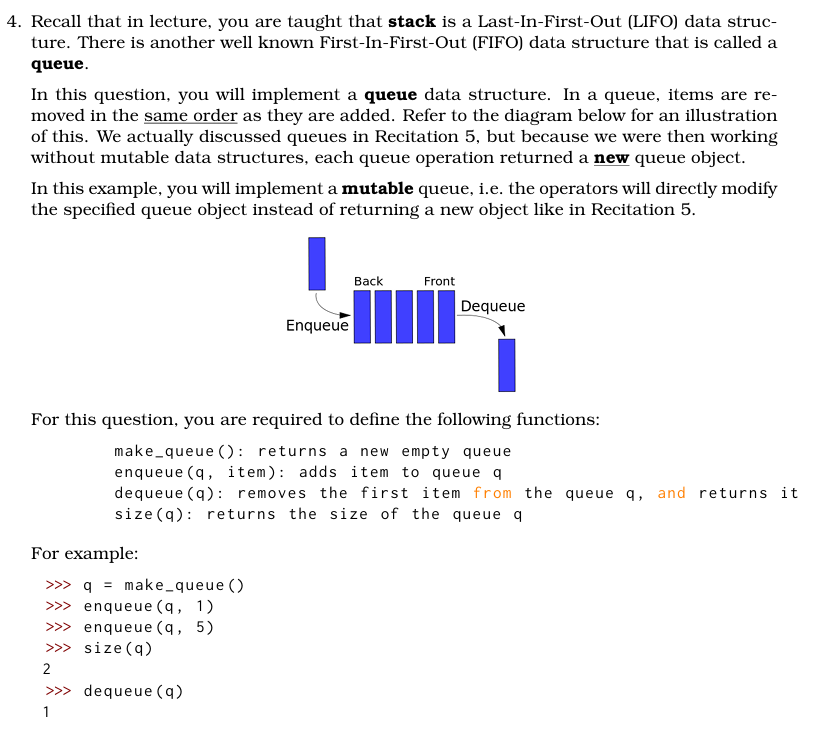 4. Recall that in lecture, you are taught that stack is a Last-In-First-Out (LIFO) data struc-
ture. There is another well known First-In-First-Out (FIFO) data structure that is called a
queue.
In this question, you will implement a queue data structure. In a queue, items are re-
moved in the same order as they are added. Refer to the diagram below for an illustration
of this. We actually discussed queues in Recitation 5, but because we were then working
without mutable data structures, each queue operation returned a new queue object.
In this example, you will implement a mutable queue, i.e. the operators will directly modify
the specified queue object instead of returning a new object like in Recitation 5.
Back Front
Dequeue
Enqueue
For this question, you are required to define the following functions:
make_queue(): returns a new empty queue
enqueue(q, item): adds item to queue q
dequeue(q): removes the first item from the queue q, and returns it
size(q): returns the size of the queue q
For example:
>>> q = make_queue()
>>> enqueue(q, 1)
>>> enqueue(q, 5)
>>> size(q)
2
>>> dequeue(q)
1